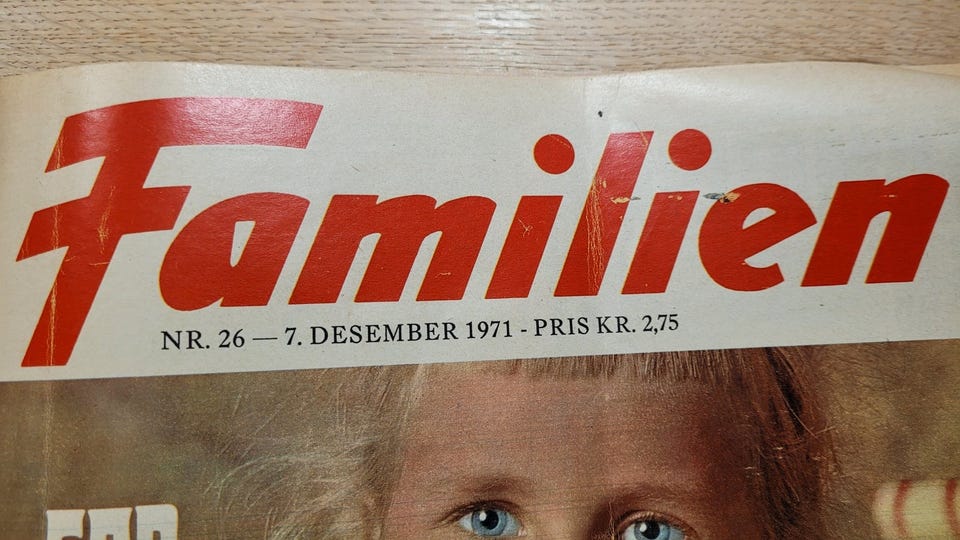 Familien
NR. 26 — 7. DESEMBER 1971 - PRIS KR. 2,75